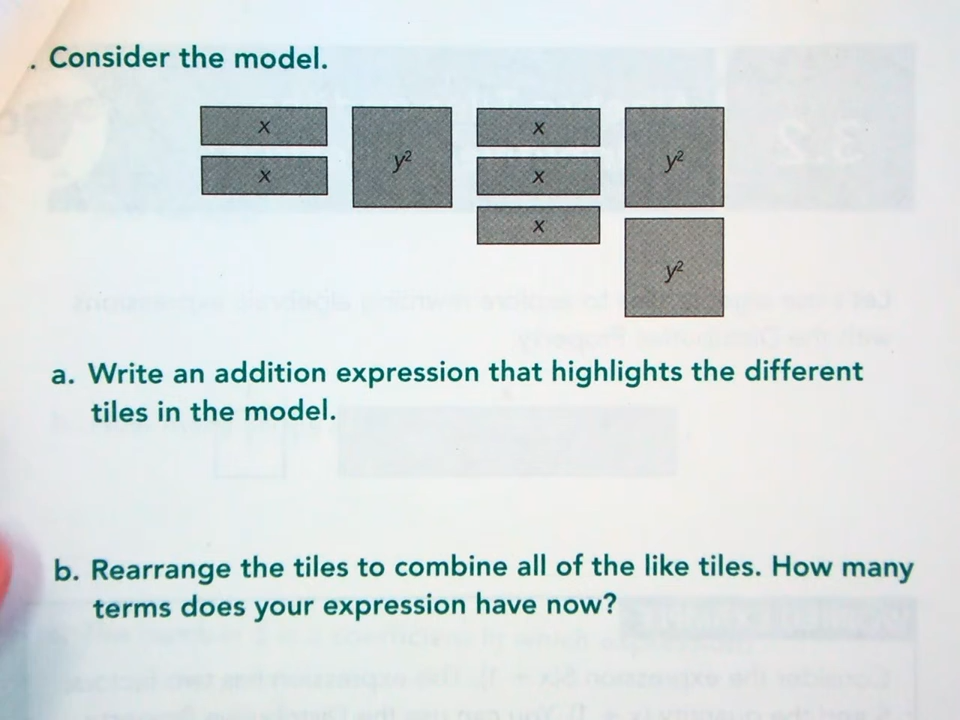 . Consider the model.
x y² x y²
x x
x y²
a. Write an addition expression that highlights the different
tiles in the model.
b. Rearrange the tiles to combine all of the like tiles. How many
terms does your expression have now?